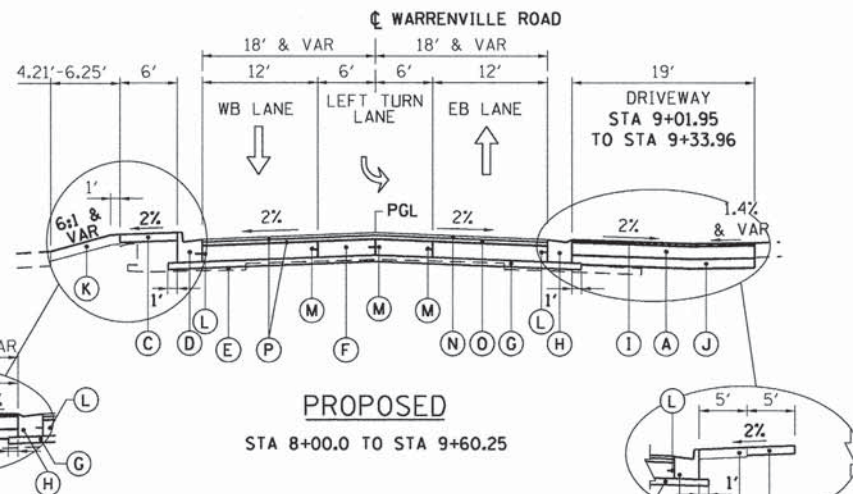 ℄ WARRENVILLE ROAD
18' & VAR 18' & VAR
4.21'-6.25' 6' 12' 6' 6' 12' 19'
WB LANE LEFT TURN LANE EB LANE
DRIVEWAY
STA 9+01.95
TO STA 9+33.96
1' PGL
6:1 & VAR 2% 2% 2% 2% 1.4% & VAR
K 1' C D L E P M F M M N O G L H 1' I A J
L
G
H
PROPOSED
STA 8+00.0 TO STA 9+60.25
L 5' 5'
2%
1'